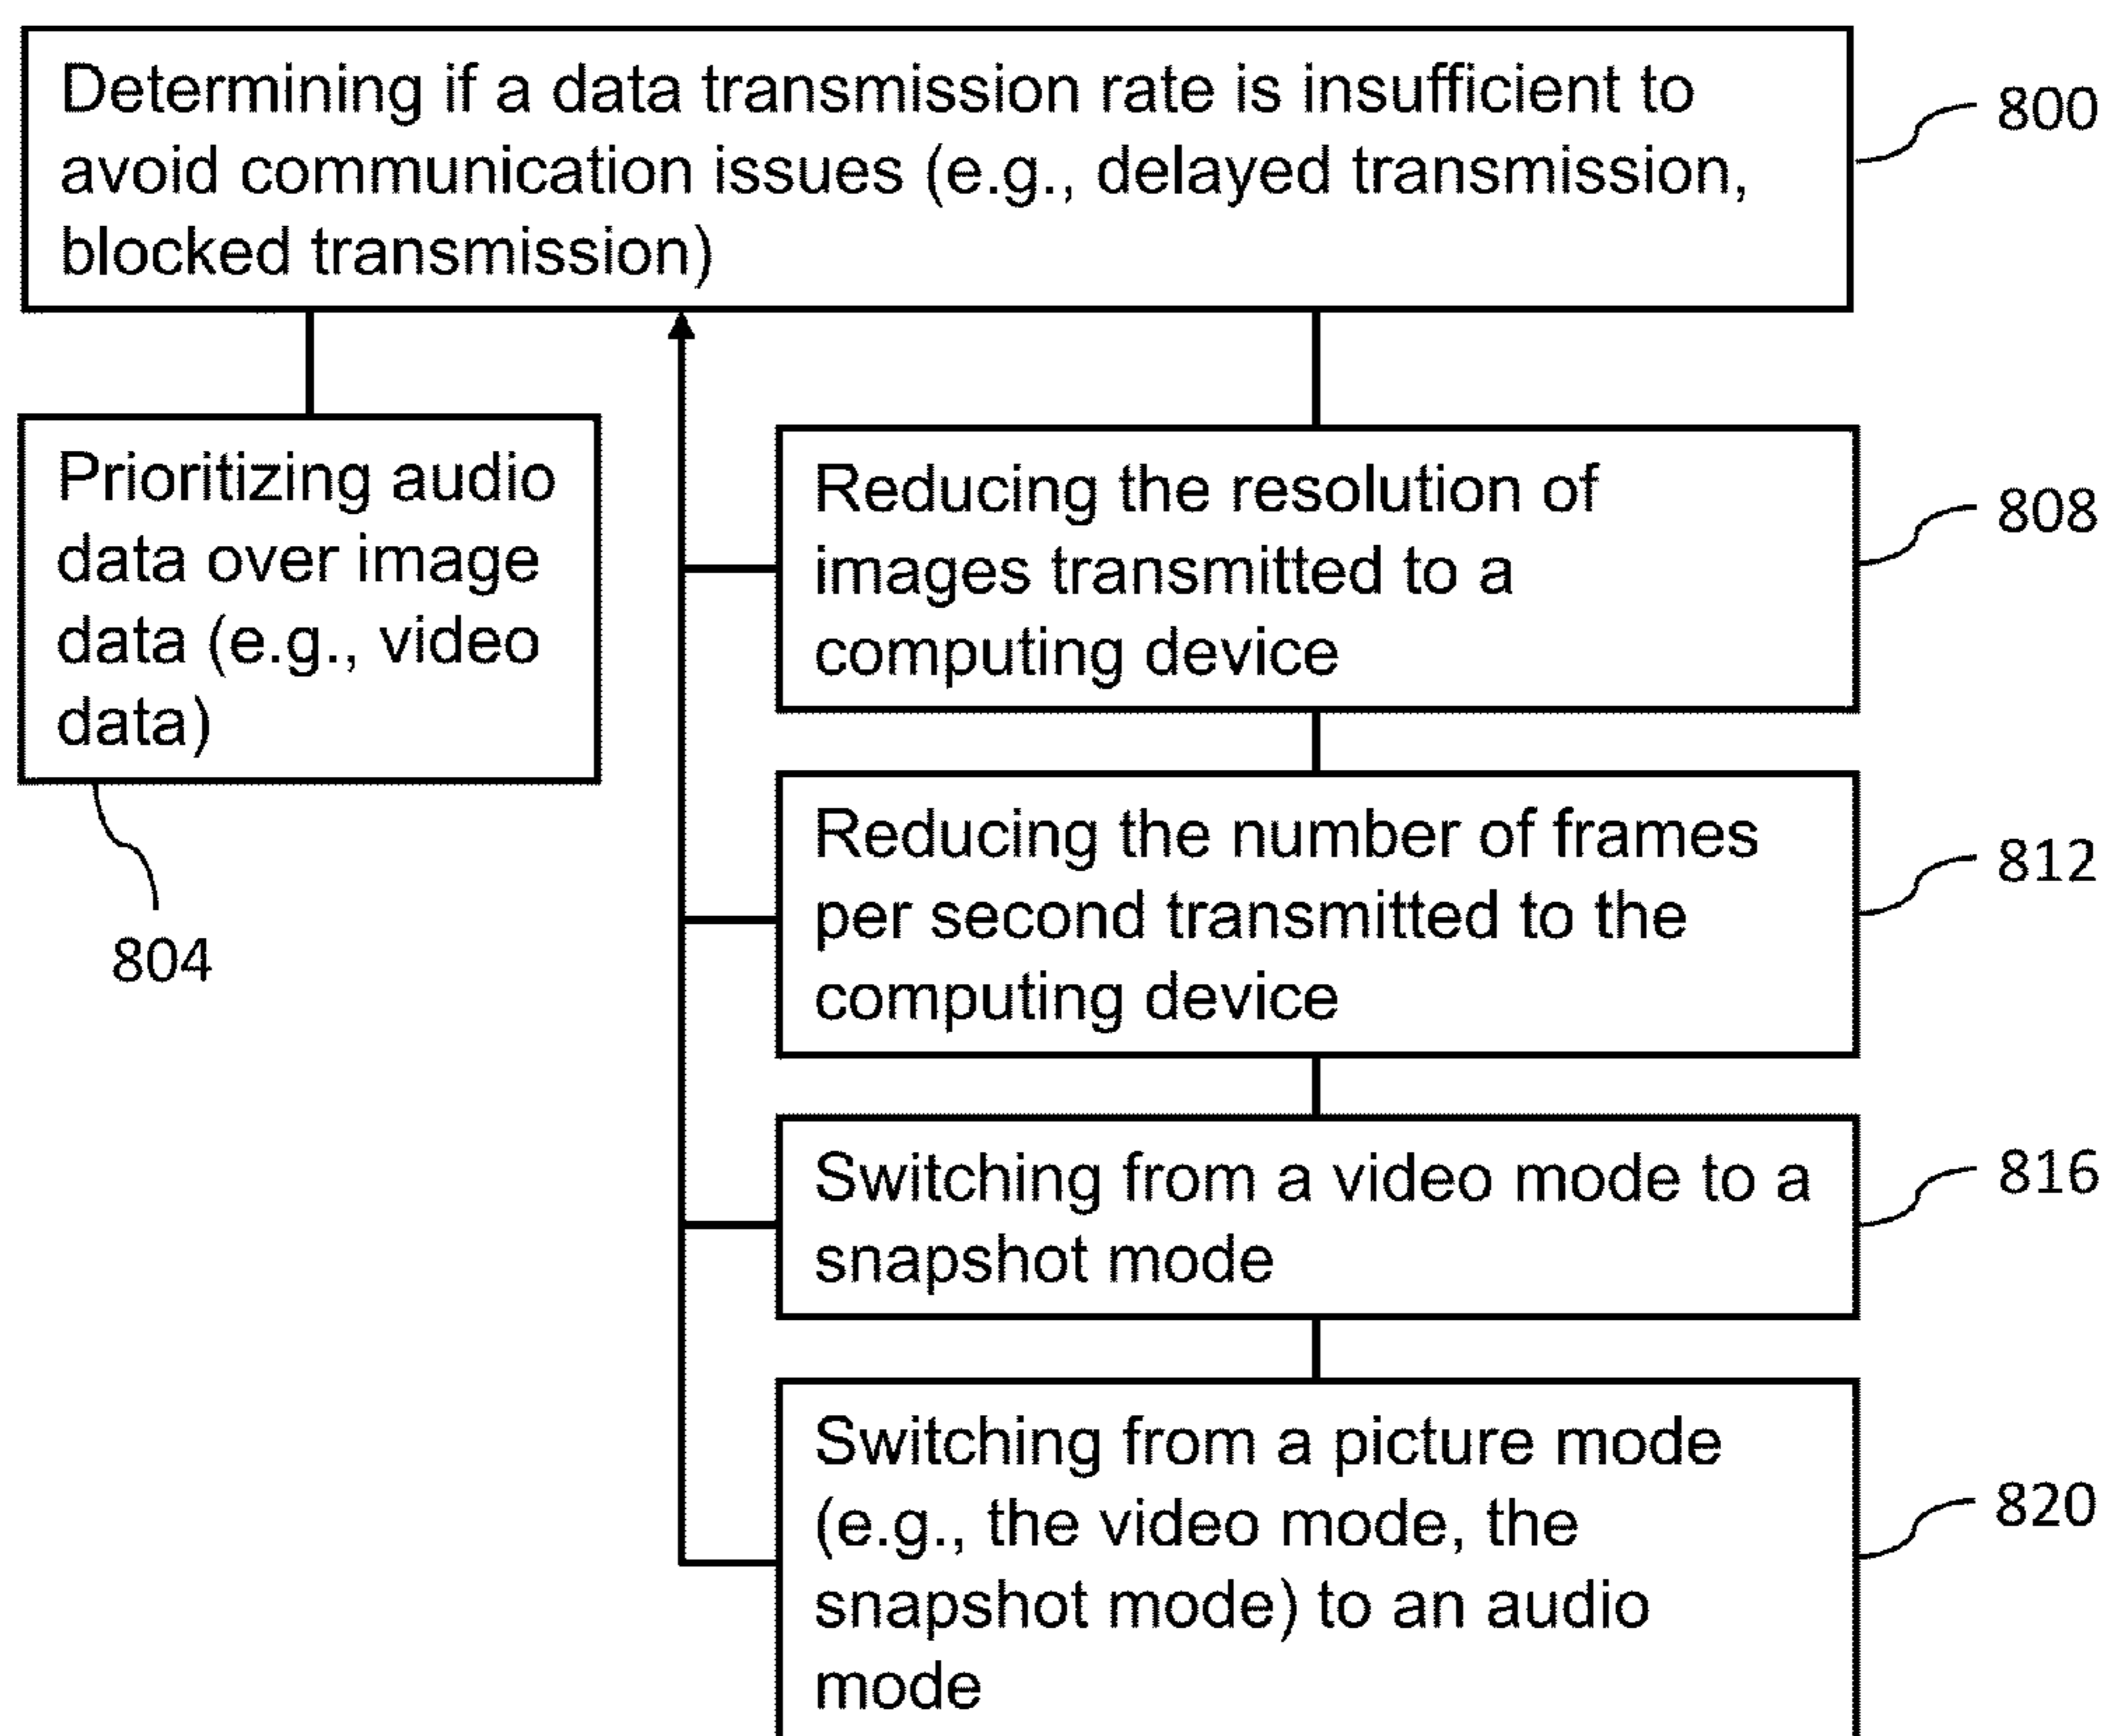 Determining if a data transmission rate is insufficient to
avoid communication issues (e.g., delayed transmission,
blocked transmission)
800
Prioritizing audio
data over image
data (e.g., video
data)
804
Reducing the resolution of
images transmitted to a
computing device
808
Reducing the number of frames
per second transmitted to the
computing device
812
Switching from a video mode to a
snapshot mode
816
Switching from a picture mode
(e.g., the video mode, the
snapshot mode) to an audio
mode
820